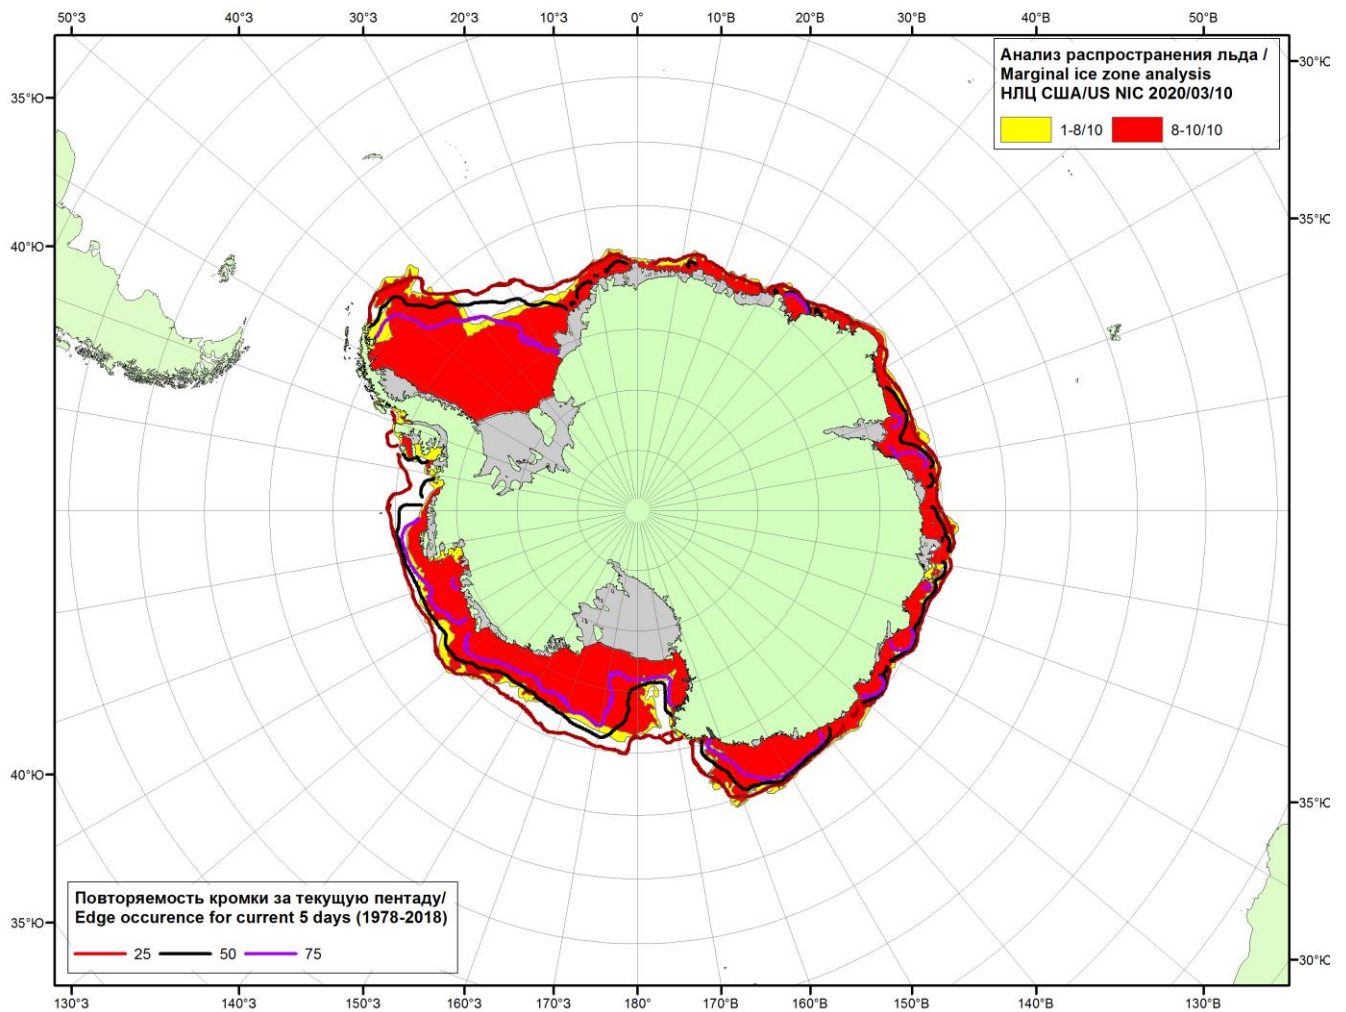 50°З 40°З 30°З 20°З 10°З 0° 10°В 20°В 30°В 40°В 50°В
Анализ распространения льда /
Marginal ice zone analysis
НЛЦ США/US NIC 2020/03/10
1-8/10 8-10/10
30°Ю
35°Ю
35°Ю
40°Ю
40°Ю
35°Ю
35°Ю
30°Ю
Повторяемость кромки за текущую пентаду/
Edge occurence for current 5 days (1978-2018)
25 50 75
130°З 140°З 150°З 160°З 170°З 180° 170°В 160°В 150°В 140°В 130°В